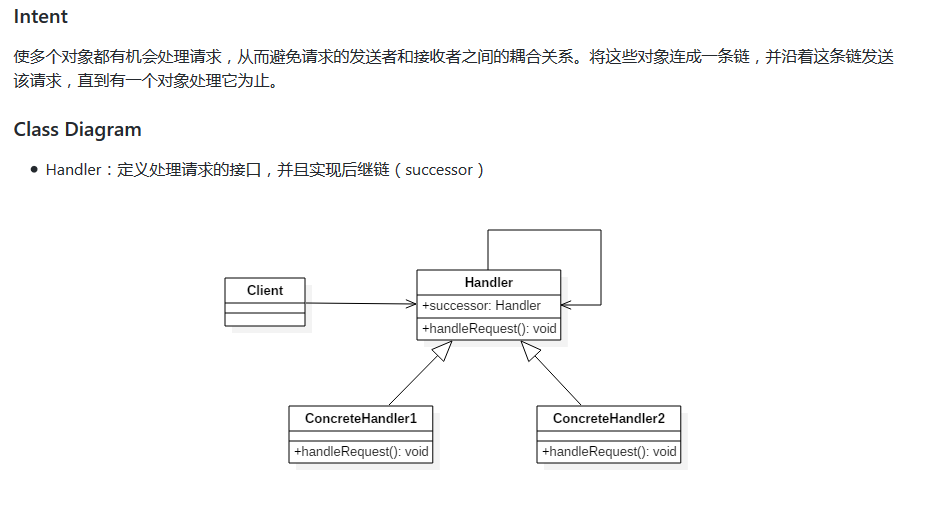 Intent
使多个对象都有机会处理请求，从而避免请求的发送者和接收者之间的耦合关系。将这些对象连成一条链，并沿着这条链发送
该请求，直到有一个对象处理它为止。
Class Diagram
• Handler：定义处理请求的接口，并且实现后继链（successor）
Handler
Client
+successor: Handler
+handleRequest(): void
ConcreteHandler1
ConcreteHandler2
+handleRequest(): void
+handleRequest(): void